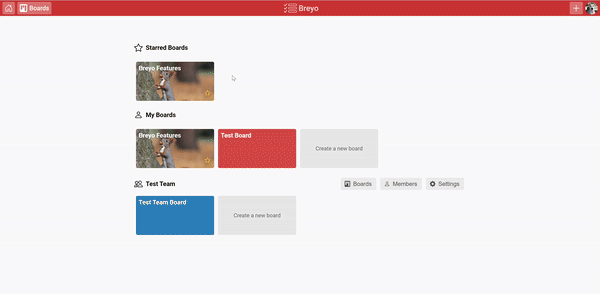 Boards
Breyo
Starred Boards
Breyo Features
My Boards
Breyo Features
Test Board
Create a new board
Test Team
Boards
Members
Settings
Test Team Board
Create a new board